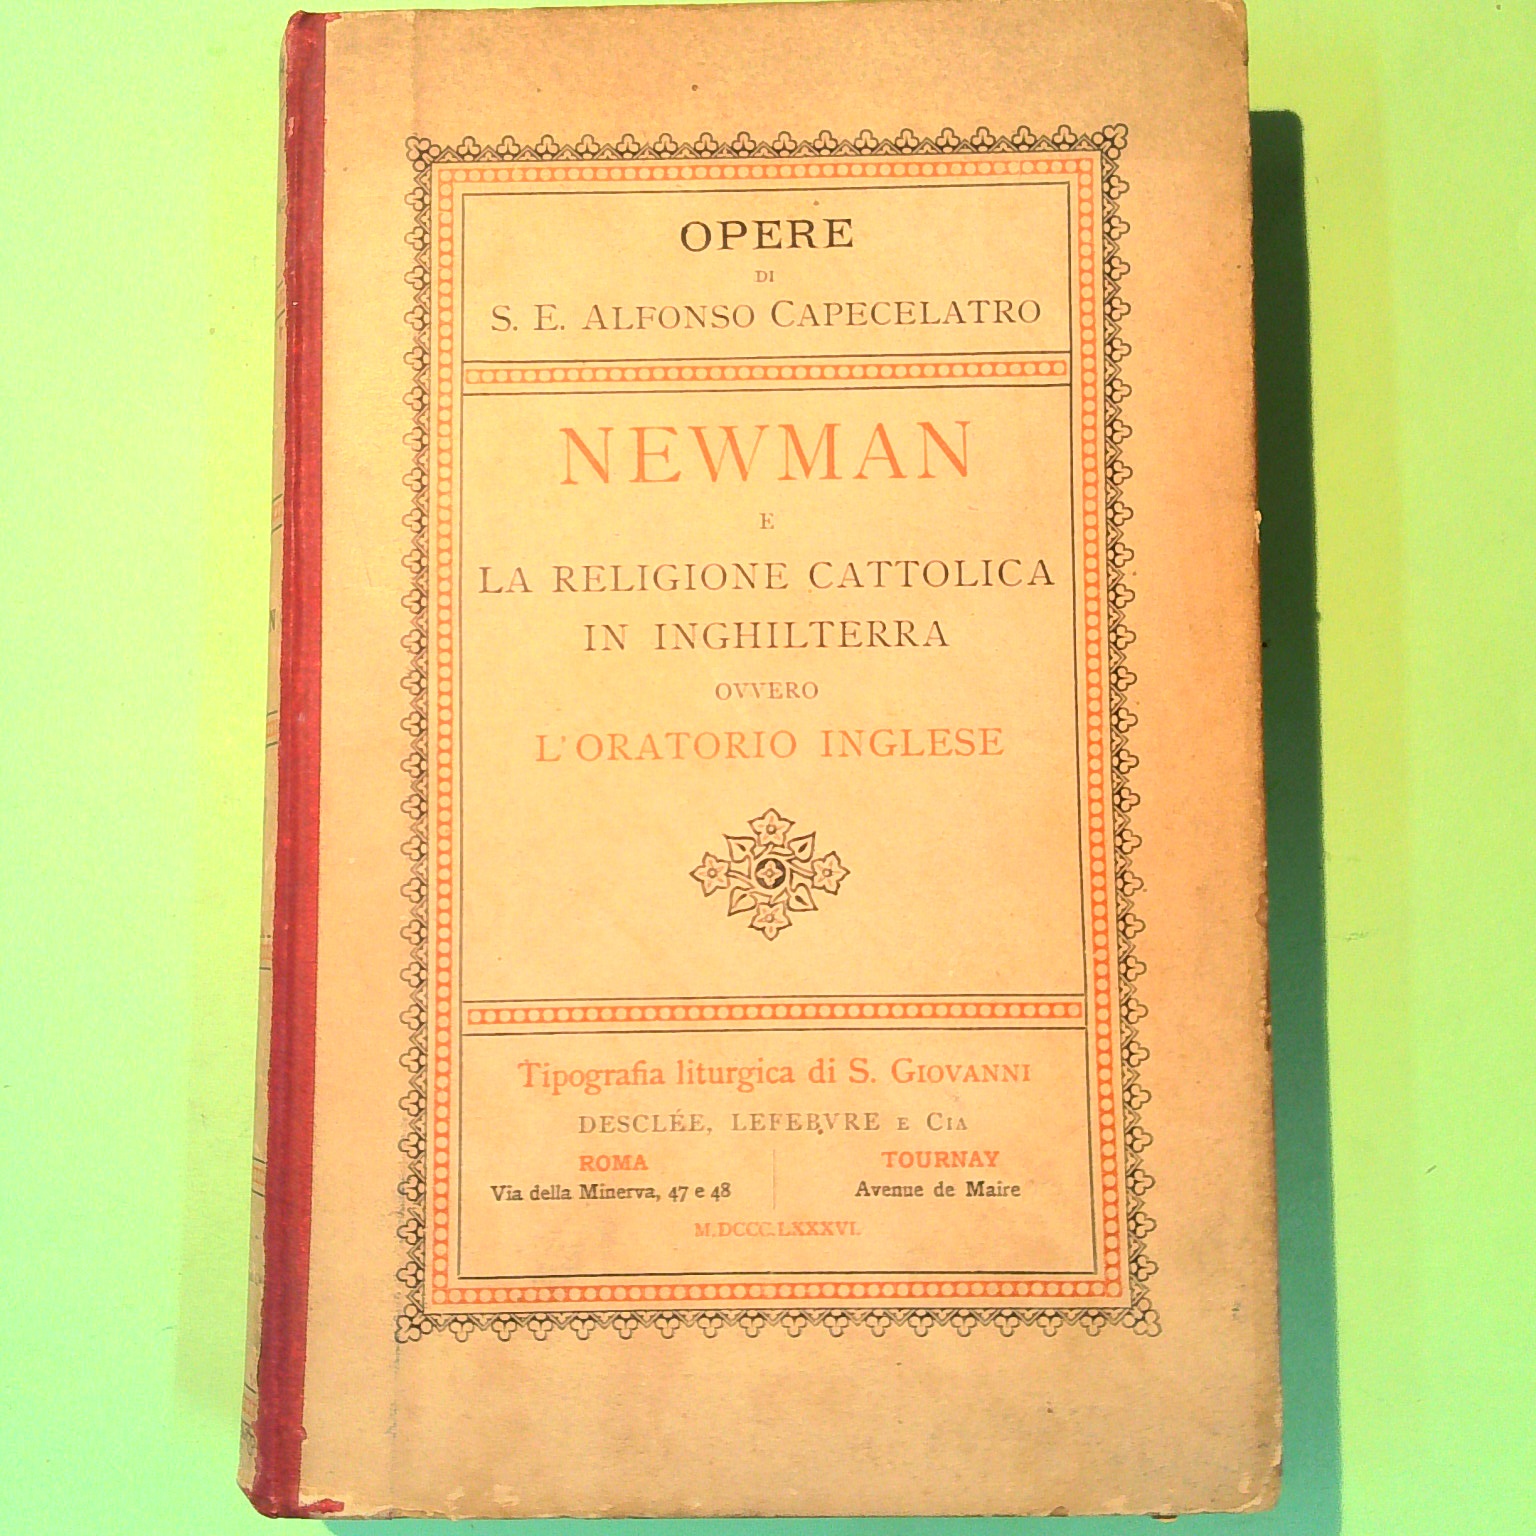 OPERE
DI
S. E. ALFONSO CAPECELATRO
NEWMAN
E
LA RELIGIONE CATTOLICA
IN INGHILTERRA
OVVERO
L'ORATORIO INGLESE
Tipografia liturgica di S. GIOVANNI
DESCLÉE, LEFEBVRE E CIA
ROMA
Via della Minerva, 47 e 48
TOURNAY
Avenue de Maire
M.DCCC.LXXXVI.
N